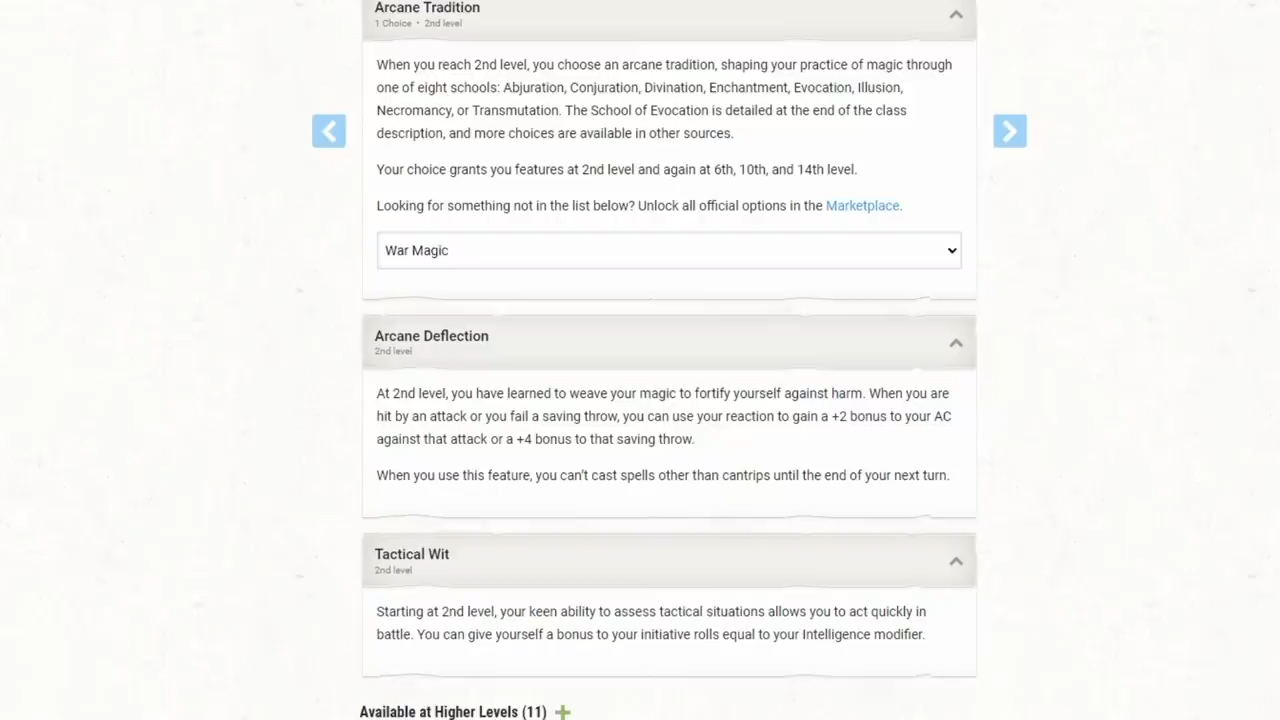 Arcane Tradition
1 Choice • 2nd level
When you reach 2nd level, you choose an arcane tradition, shaping your practice of magic through
one of eight schools: Abjuration, Conjuration, Divination, Enchantment, Evocation, Illusion,
Necromancy, or Transmutation. The School of Evocation is detailed at the end of the class
description, and more choices are available in other sources.
Your choice grants you features at 2nd level and again at 6th, 10th, and 14th level.
Looking for something not in the list below? Unlock all official options in the Marketplace.
War Magic
Arcane Deflection
2nd level
At 2nd level, you have learned to weave your magic to fortify yourself against harm. When you are
hit by an attack or you fail a saving throw, you can use your reaction to gain a +2 bonus to your AC
against that attack or a +4 bonus to that saving throw.
When you use this feature, you can't cast spells other than cantrips until the end of your next turn.
Tactical Wit
2nd level
Starting at 2nd level, your keen ability to assess tactical situations allows you to act quickly in
battle. You can give yourself a bonus to your initiative rolls equal to your Intelligence modifier.
Available at Higher Levels (11)